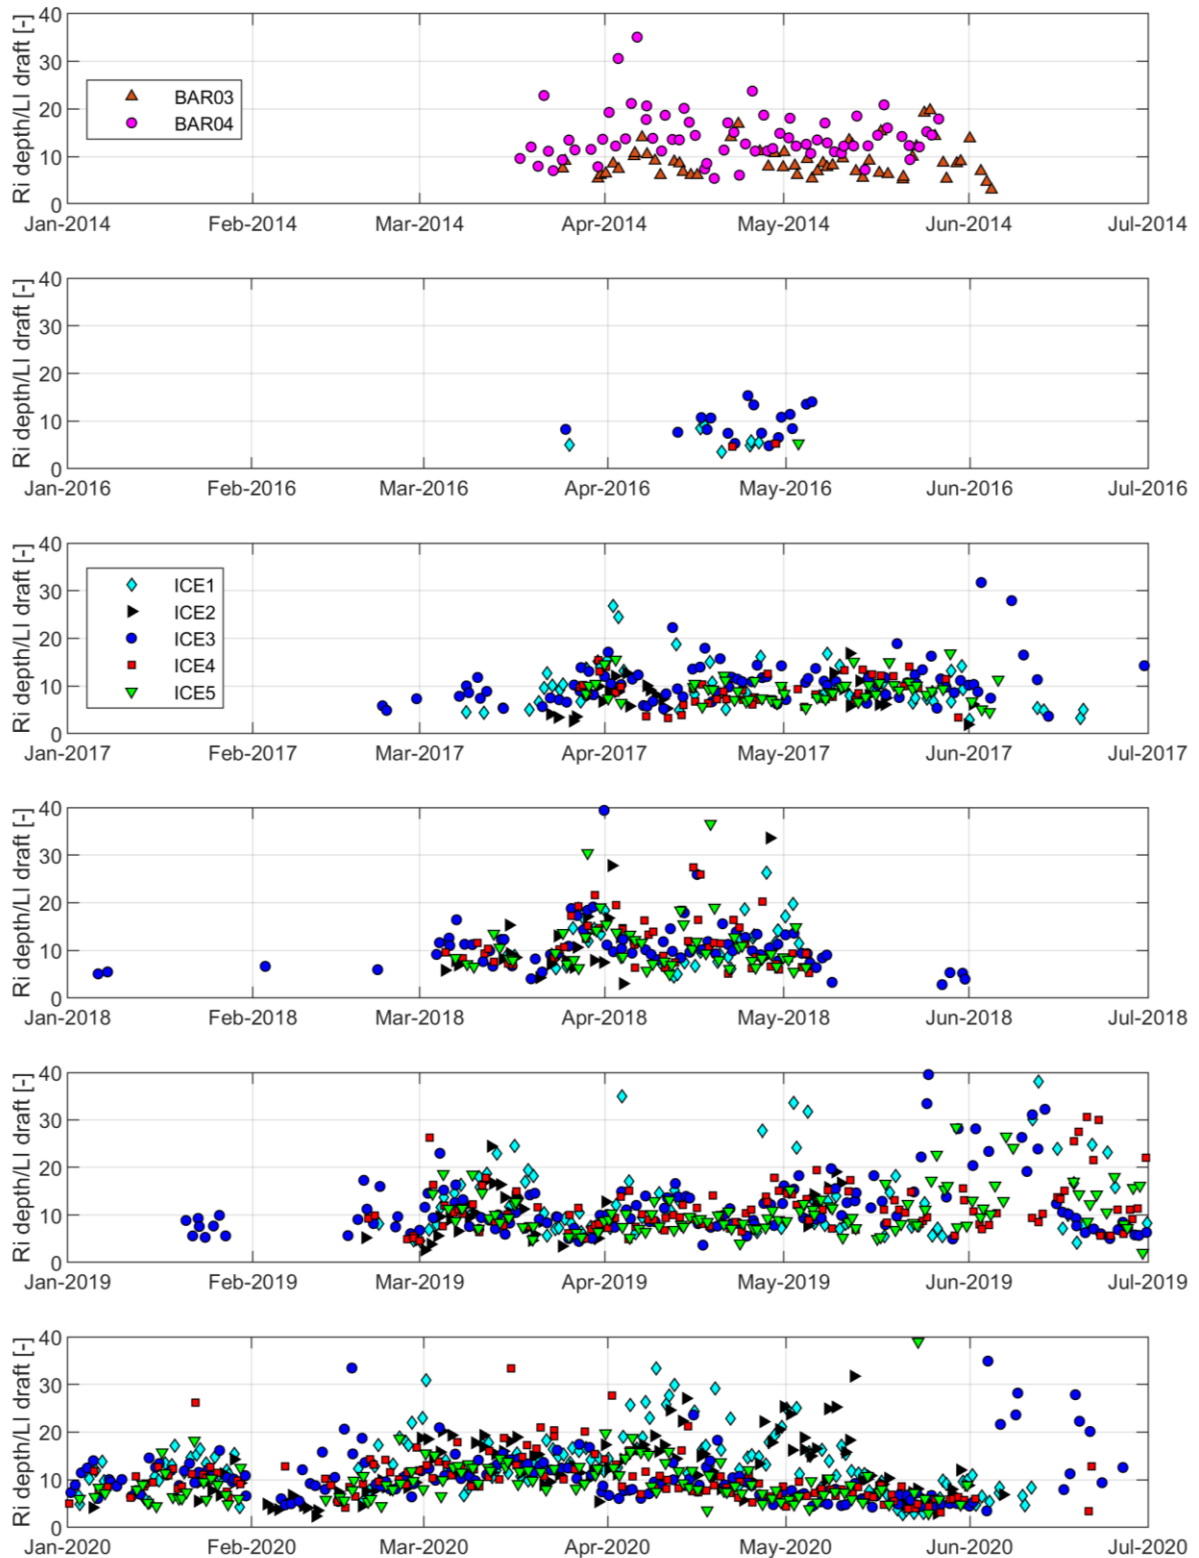 Ri depth/LI draft [-]
40
30
20
10
0
BAR03
BAR04
Jan-2014 Feb-2014 Mar-2014 Apr-2014 May-2014 Jun-2014 Jul-2014
Ri depth/LI draft [-]
40
30
20
10
0
Jan-2016 Feb-2016 Mar-2016 Apr-2016 May-2016 Jun-2016 Jul-2016
Ri depth/LI draft [-]
40
30
20
10
0
ICE1
ICE2
ICE3
ICE4
ICE5
Jan-2017 Feb-2017 Mar-2017 Apr-2017 May-2017 Jun-2017 Jul-2017
Ri depth/LI draft [-]
40
30
20
10
0
Jan-2018 Feb-2018 Mar-2018 Apr-2018 May-2018 Jun-2018 Jul-2018
Ri depth/LI draft [-]
40
30
20
10
0
Jan-2019 Feb-2019 Mar-2019 Apr-2019 May-2019 Jun-2019 Jul-2019
Ri depth/LI draft [-]
40
30
20
10
0
Jan-2020 Feb-2020 Mar-2020 Apr-2020 May-2020 Jun-2020 Jul-2020